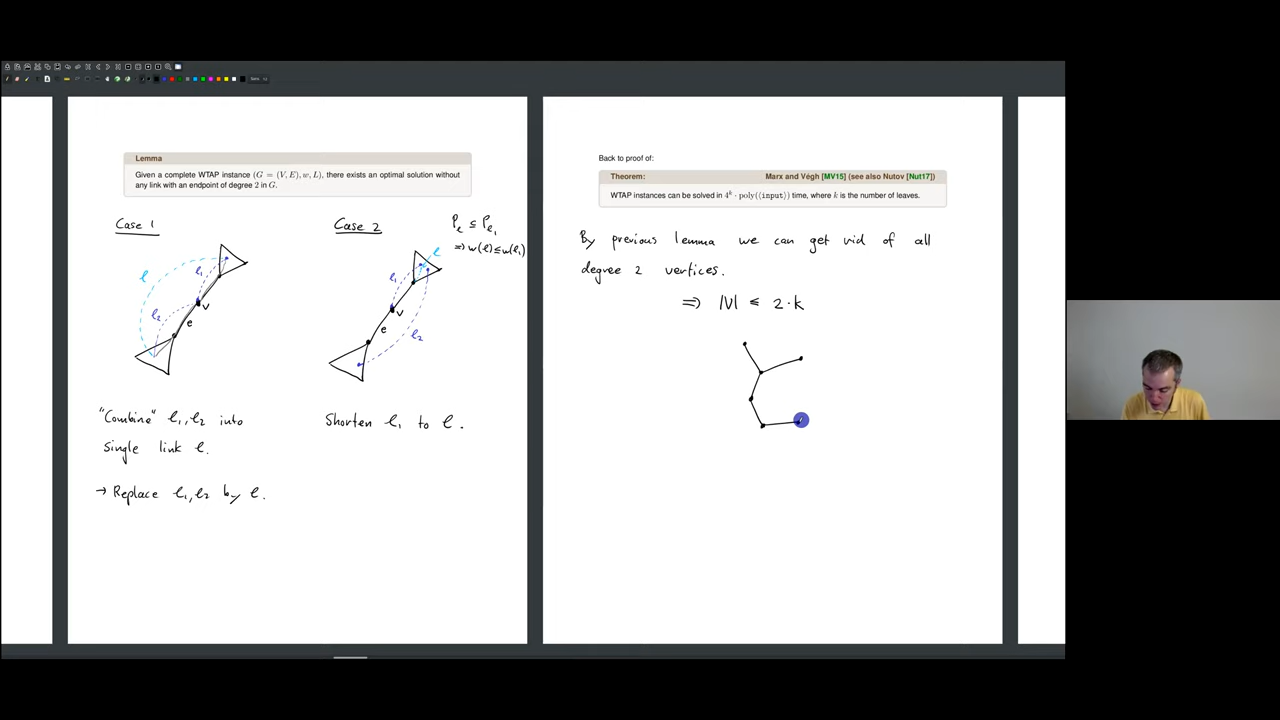 Lemma
Given a complete WTAP instance (G = (V, E), w, L), there exists an optimal solution without
any link with an endpoint of degree 2 in G.
Case 1
Case 2
P_ℓ ⊆ P_ℓ₁
⇒ w(ℓ) ≤ w(ℓ₁)
ℓ
ℓ₁
ℓ₂
v
e
ℓ
ℓ₁
v
e
ℓ₂
"Combine" ℓ₁, ℓ₂ into
single link ℓ.
→ Replace ℓ₁, ℓ₂ by ℓ.
Shorten ℓ₁ to ℓ.
Back to proof of:
Theorem: Marx and Végh [MV15] (see also Nutov [Nut17])
WTAP instances can be solved in 4^k · poly(⟨input⟩) time, where k is the number of leaves.
By previous lemma we can get rid of all
degree 2 vertices.
⇒ |V| ≤ 2·k